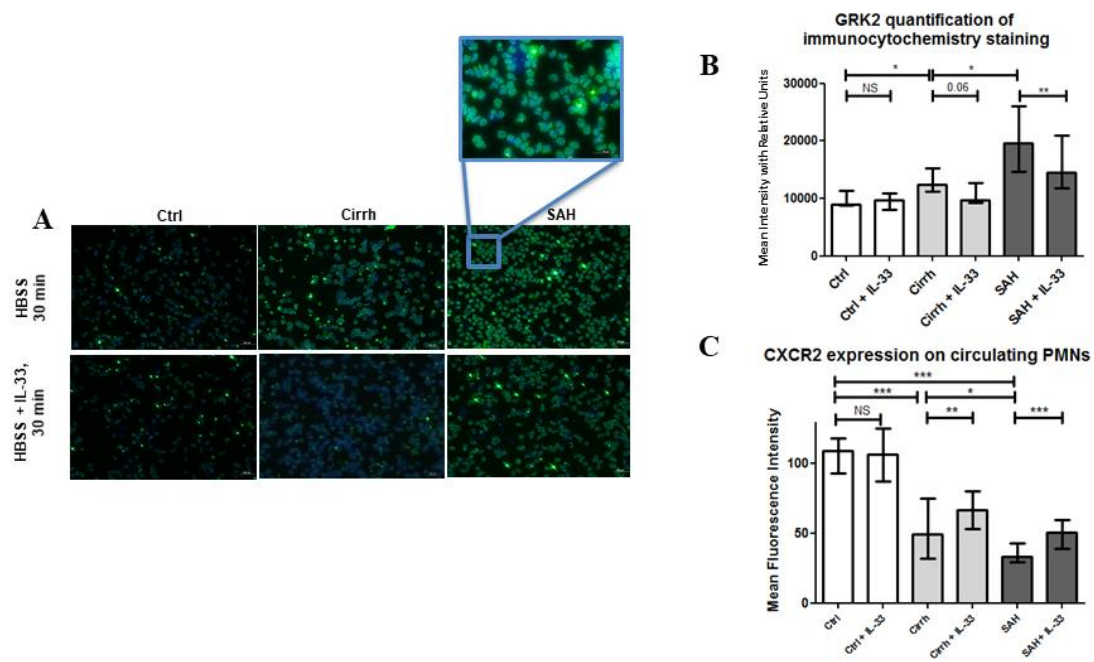 A
Ctrl
Cirrh
SAH
HBSS
30 min
HBSS + IL-33,
30 min
B
GRK2 quantification of
immunocytochemistry staining
Mean Intensity with Relative Units
30000
20000
10000
0
*
*
NS
0.06
**
Ctrl
Ctrl + IL-33
Cirrh
Cirrh + IL-33
SAH
SAH + IL-33
C
CXCR2 expression on circulating PMNs
Mean Fluorescence Intensity
100
50
0
***
***
*
NS
**
***
Ctrl
Ctrl + IL-33
Cirrh
Cirrh + IL-33
SAH
SAH+ IL-33